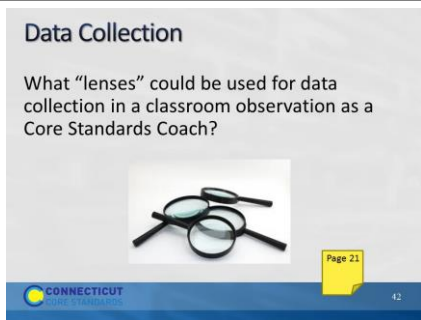 Data Collection
What “lenses” could be used for data
collection in a classroom observation as a
Core Standards Coach?
Page 21
CONNECTICUT
CORE STANDARDS
42